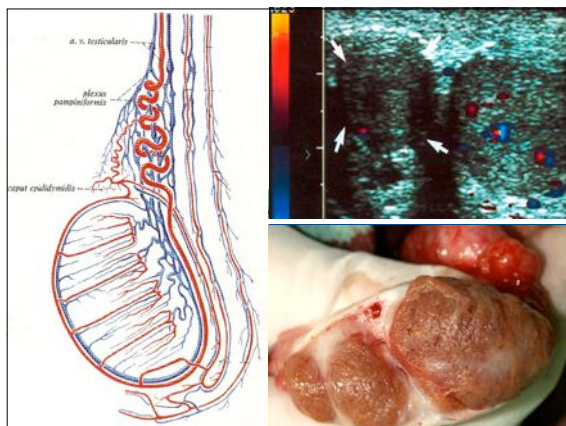 a. v. testicularis
plexus
pampiniformis
caput epididymidis